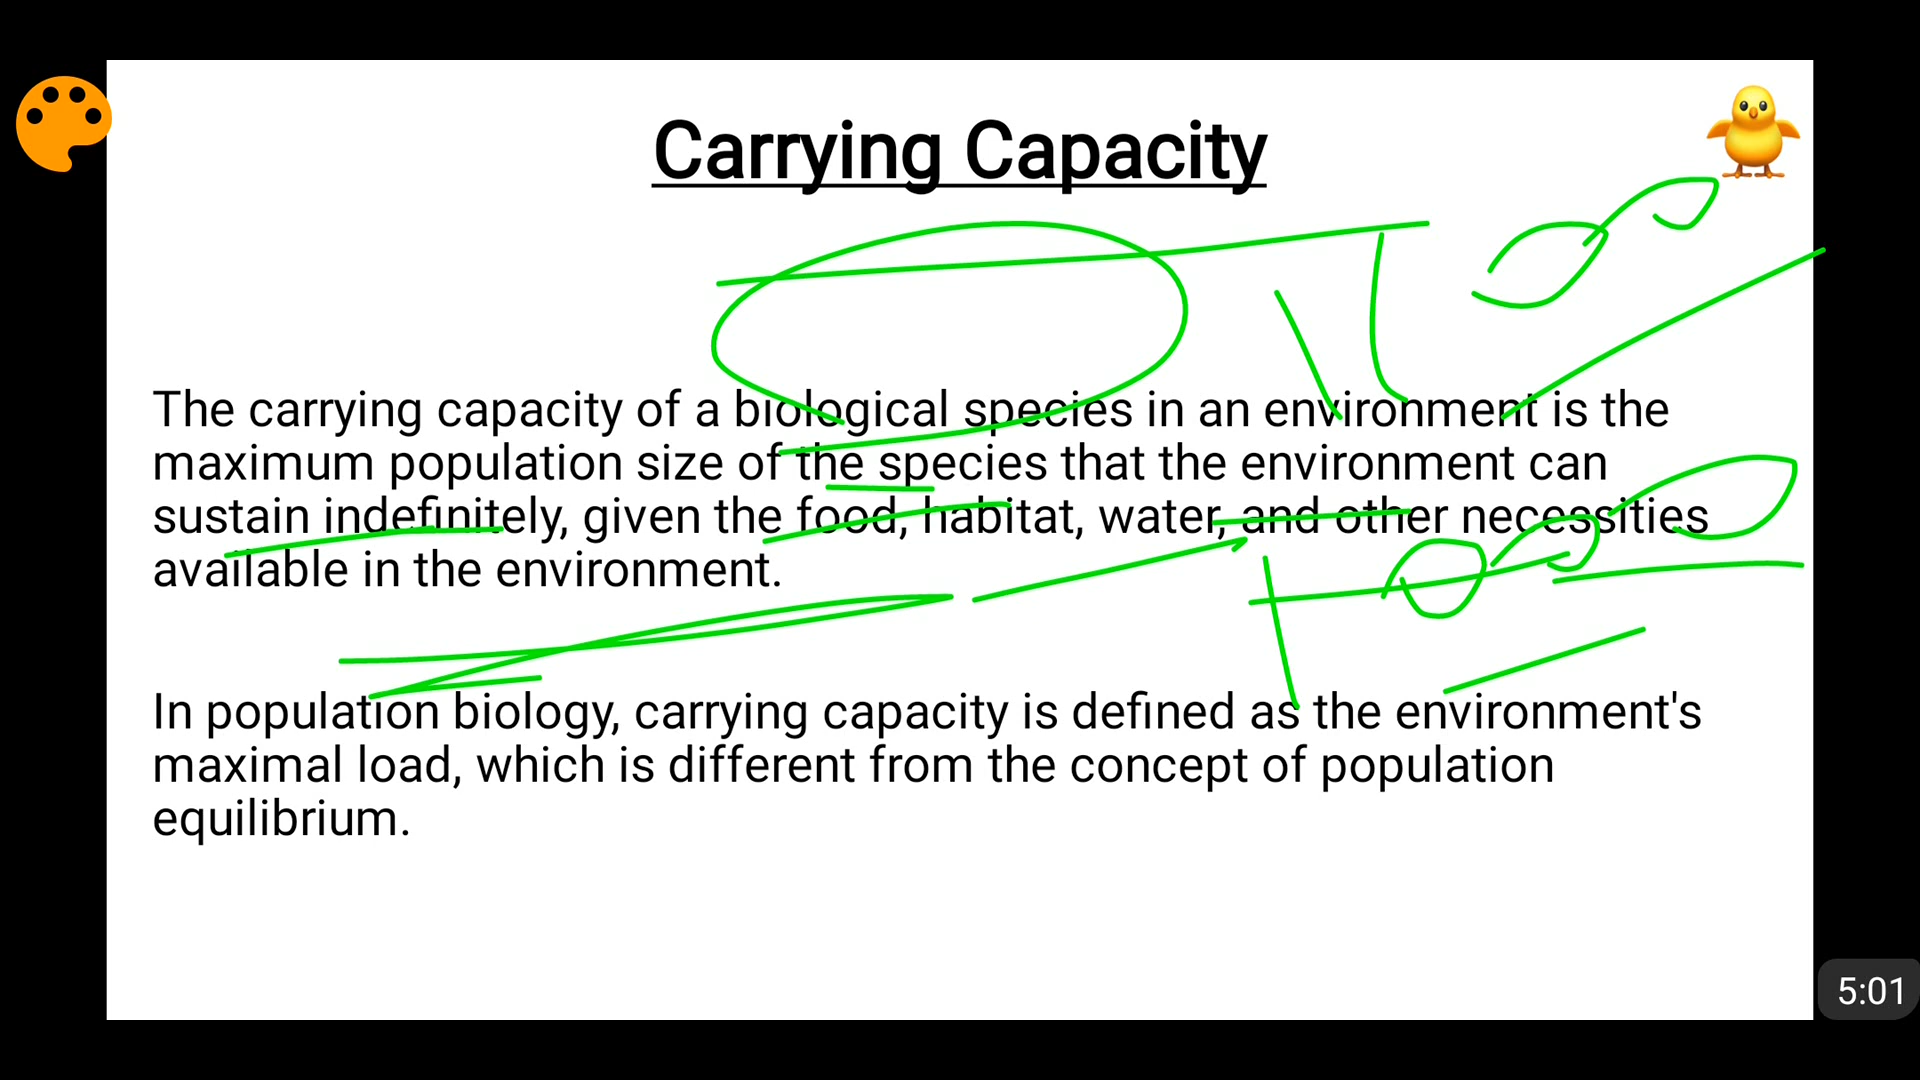 Carrying Capacity
The carrying capacity of a biological species in an environment is the
maximum population size of the species that the environment can
sustain indefinitely, given the food, habitat, water, and other necessities
available in the environment.
In population biology, carrying capacity is defined as the environment's
maximal load, which is different from the concept of population
equilibrium.
5:01